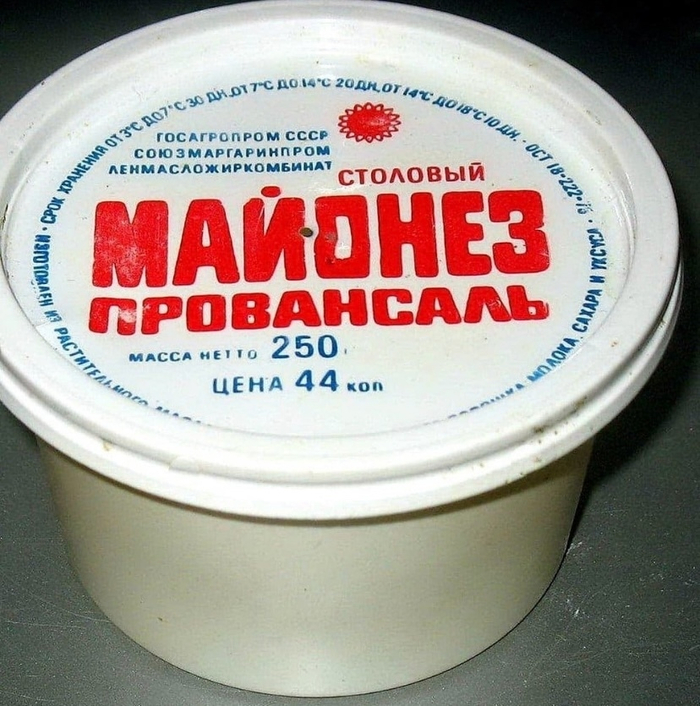 СРОК ХРАНЕНИЯ ОТ 3°С ДО 7°С 30 ДН., ОТ 7°С ДО 14°С 20 ДН., ОТ 14°С ДО 18°С 10 ДН. • ОСТ 18-222-75 •
ГОСАГРОПРОМ СССР
СОЮЗМАРГАРИНПРОМ
ЛЕНМАСЛОЖИРКОМБИНАТ
СТОЛОВЫЙ
МАЙОНЕЗ
ПРОВАНСАЛЬ
МАССА НЕТТО 250 г
ЦЕНА 44 коп
• ИЗГОТОВЛЕН ИЗ РАСТИТЕЛЬНОГО МОЛОКА, САХАРА И УКСУСА •